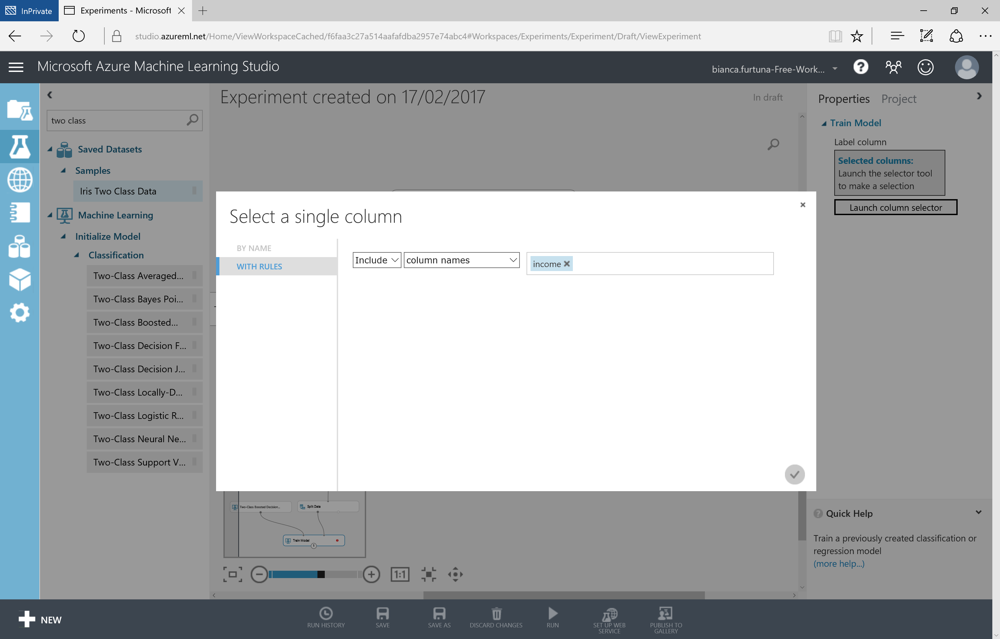 InPrivate
Experiments - Microsoft
studio.azureml.net/Home/ViewWorkspaceCached/f6faa3c27a514aafafdba2957e74abc4#Workspaces/Experiments/Experiment/Draft/ViewExperiment
Microsoft Azure Machine Learning Studio
bianca.furtuna-Free-Work...
two class
Saved Datasets
Samples
Iris Two Class Data
Machine Learning
Initialize Model
Classification
Two-Class Averaged...
Two-Class Bayes Poi...
Two-Class Boosted...
Two-Class Decision F...
Two-Class Decision J...
Two-Class Locally-D...
Two-Class Logistic R...
Two-Class Neural Ne...
Two-Class Support V...
Experiment created on 17/02/2017
In draft
Select a single column
BY NAME
WITH RULES
Include
column names
income
Two-Class Boosted Decision...
Split Data
Train Model
1
1:1
Properties
Project
Train Model
Label column
Selected columns:
Launch the selector tool
to make a selection
Launch column selector
Quick Help
Train a previously created classification or
regression model
(more help...)
NEW
RUN HISTORY
SAVE
SAVE AS
DISCARD CHANGES
RUN
SET UP WEB
SERVICE
PUBLISH TO
GALLERY